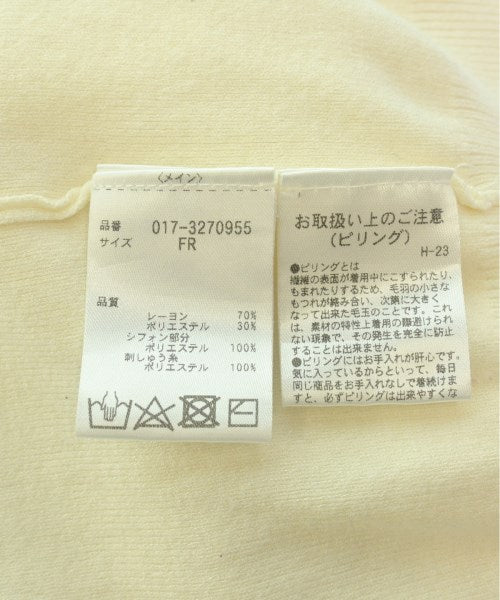 〈メイン〉
品番 017-3270955
サイズ FR
品質
レーヨン 70%
ポリエステル 30%
シフォン部分
ポリエステル 100%
刺しゅう糸
ポリエステル 100%
お取扱い上のご注意
(ピリング)
H-23
●ピリングとは
繊維の表面が着用中にこすられたり、
もまれたりするため、毛羽の小さな
もつれが絡み合い、次第に大きく
なって出来た毛玉のことです。これ
は、素材の特性上着用の際避けられ
ない現象で、その発生を完全に防止
することは出来ません。
●ピリングにはお手入れが肝心です。
気に入っているからといって、毎日
同じ商品をお手入れなしで着続けま
すと、必ずピリングは出来やすくな